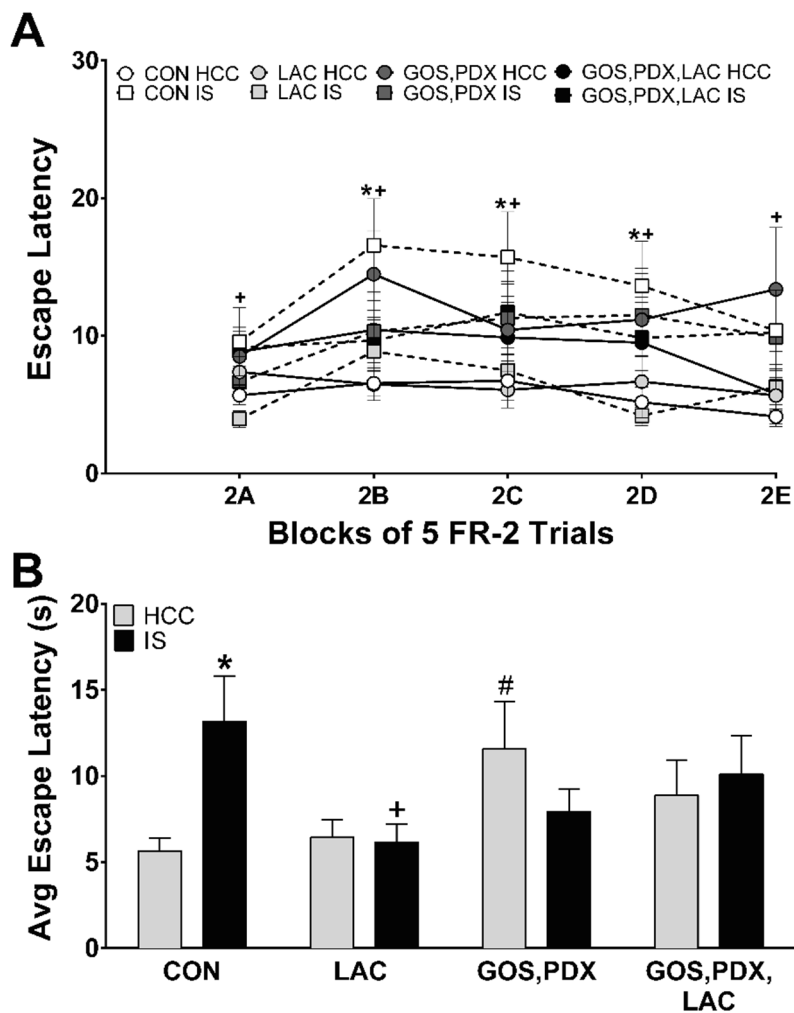 A
30
CON HCC LAC HCC GOS,PDX HCC GOS,PDX,LAC HCC
CON IS LAC IS GOS,PDX IS GOS,PDX,LAC IS
Escape Latency
20
*+ *+ *+ +
+
10
0
2A 2B 2C 2D 2E
Blocks of 5 FR-2 Trials
B
20
HCC
IS
Avg Escape Latency (s)
15
* #
10
+
5
0
CON LAC GOS,PDX GOS,PDX,
LAC